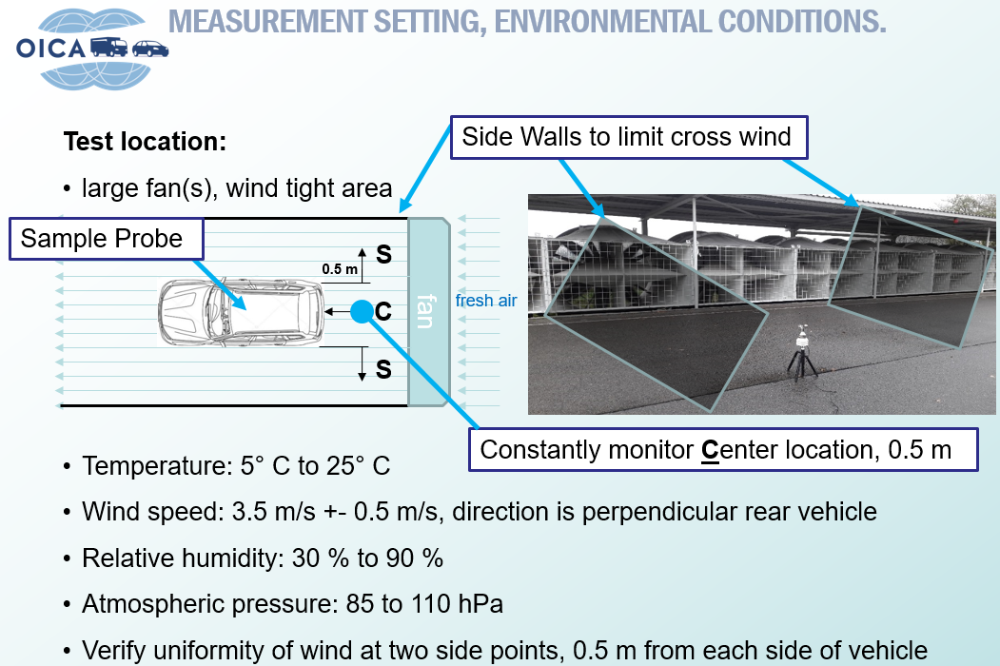 OICA
MEASUREMENT SETTING, ENVIRONMENTAL CONDITIONS.
Test location:
Side Walls to limit cross wind
• large fan(s), wind tight area
Sample Probe
S
0.5 m
C
S
fan
fresh air
Constantly monitor Center location, 0.5 m
• Temperature: 5° C to 25° C
• Wind speed: 3.5 m/s +- 0.5 m/s, direction is perpendicular rear vehicle
• Relative humidity: 30 % to 90 %
• Atmospheric pressure: 85 to 110 hPa
• Verify uniformity of wind at two side points, 0.5 m from each side of vehicle